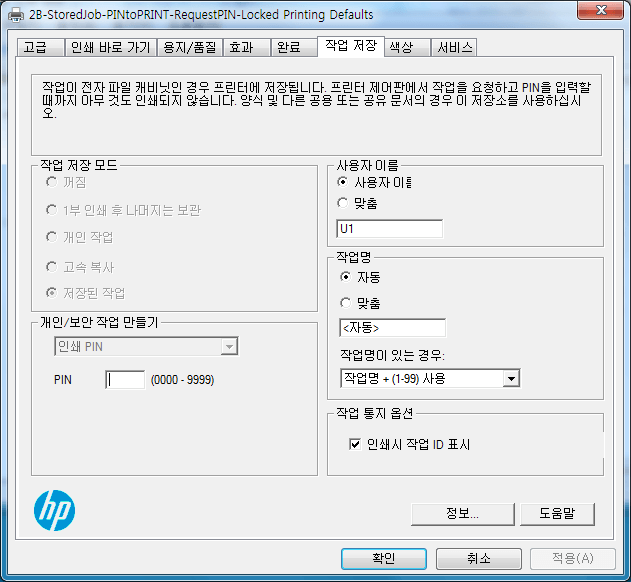 2B-StoredJob-PINtoPRINT-RequestPIN-Locked Printing Defaults
고급
인쇄 바로 가기
용지/품질
효과
완료
작업 저장
색상
서비스
작업이 전자 파일 캐비닛인 경우 프린터에 저장됩니다. 프린터 제어판에서 작업을 요청하고 PIN을 입력할
때까지 아무 것도 인쇄되지 않습니다. 양식 및 다른 공용 또는 공유 문서의 경우 이 저장소를 사용하십시
오.
작업 저장 모드
꺼짐
1부 인쇄 후 나머지는 보관
개인 작업
고속 복사
저장된 작업
개인/보안 작업 만들기
인쇄 PIN
PIN
(0000 - 9999)
사용자 이름
사용자 이름
맞춤
U1
작업명
자동
맞춤
<자동>
작업명이 있는 경우:
작업명 + (1-99) 사용
작업 통지 옵션
인쇄시 작업 ID 표시
hp
정보...
도움말
확인
취소
적용(A)